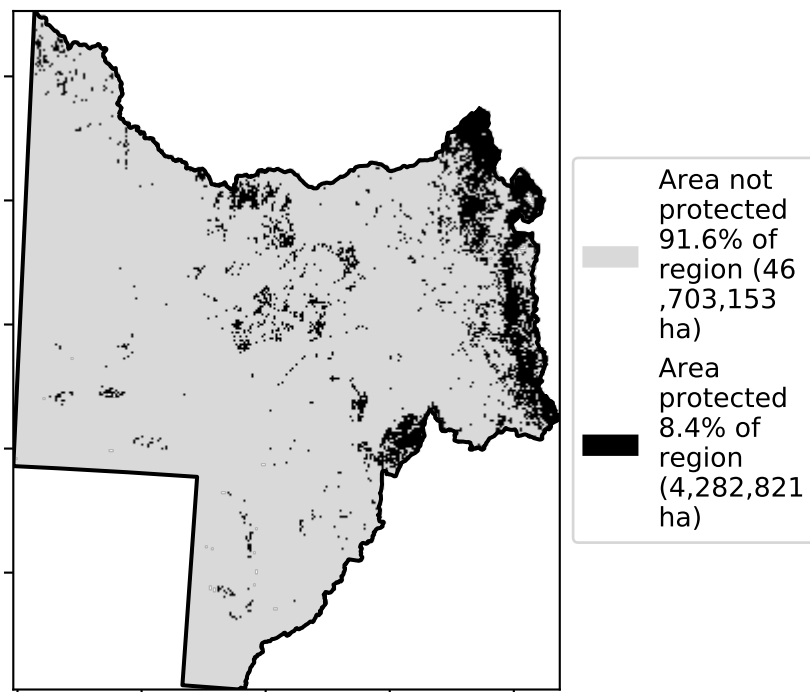 Area not
protected
91.6% of
region (46
,703,153
ha)
Area
protected
8.4% of
region
(4,282,821
ha)